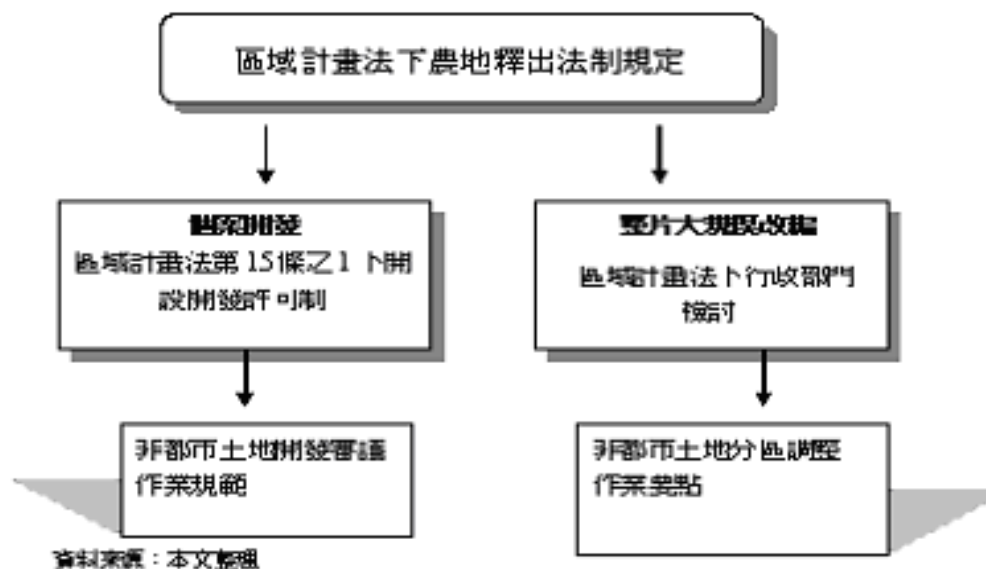 區域計畫法下農地釋出法制規定
個案開發
區域計畫法第 15 條之 1 下開
設開發許可制
整片大規模改編
區域計畫法下行政部門
檢討
非都市土地開發審議
作業規範
非都市土地分區調整
作業要點
資料來源：本文整理